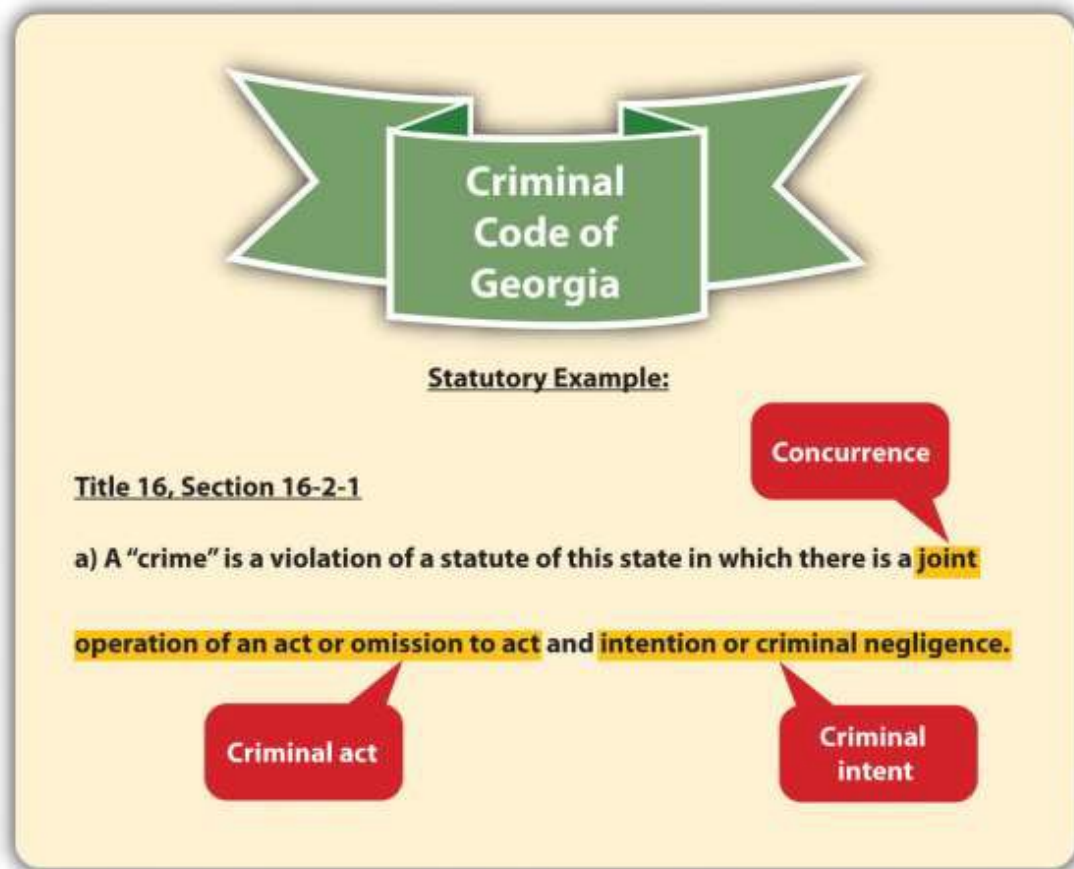 Criminal
Code of
Georgia
Statutory Example:
Concurrence
Title 16, Section 16-2-1
a) A “crime” is a violation of a statute of this state in which there is a joint
operation of an act or omission to act and intention or criminal negligence.
Criminal act
Criminal
intent